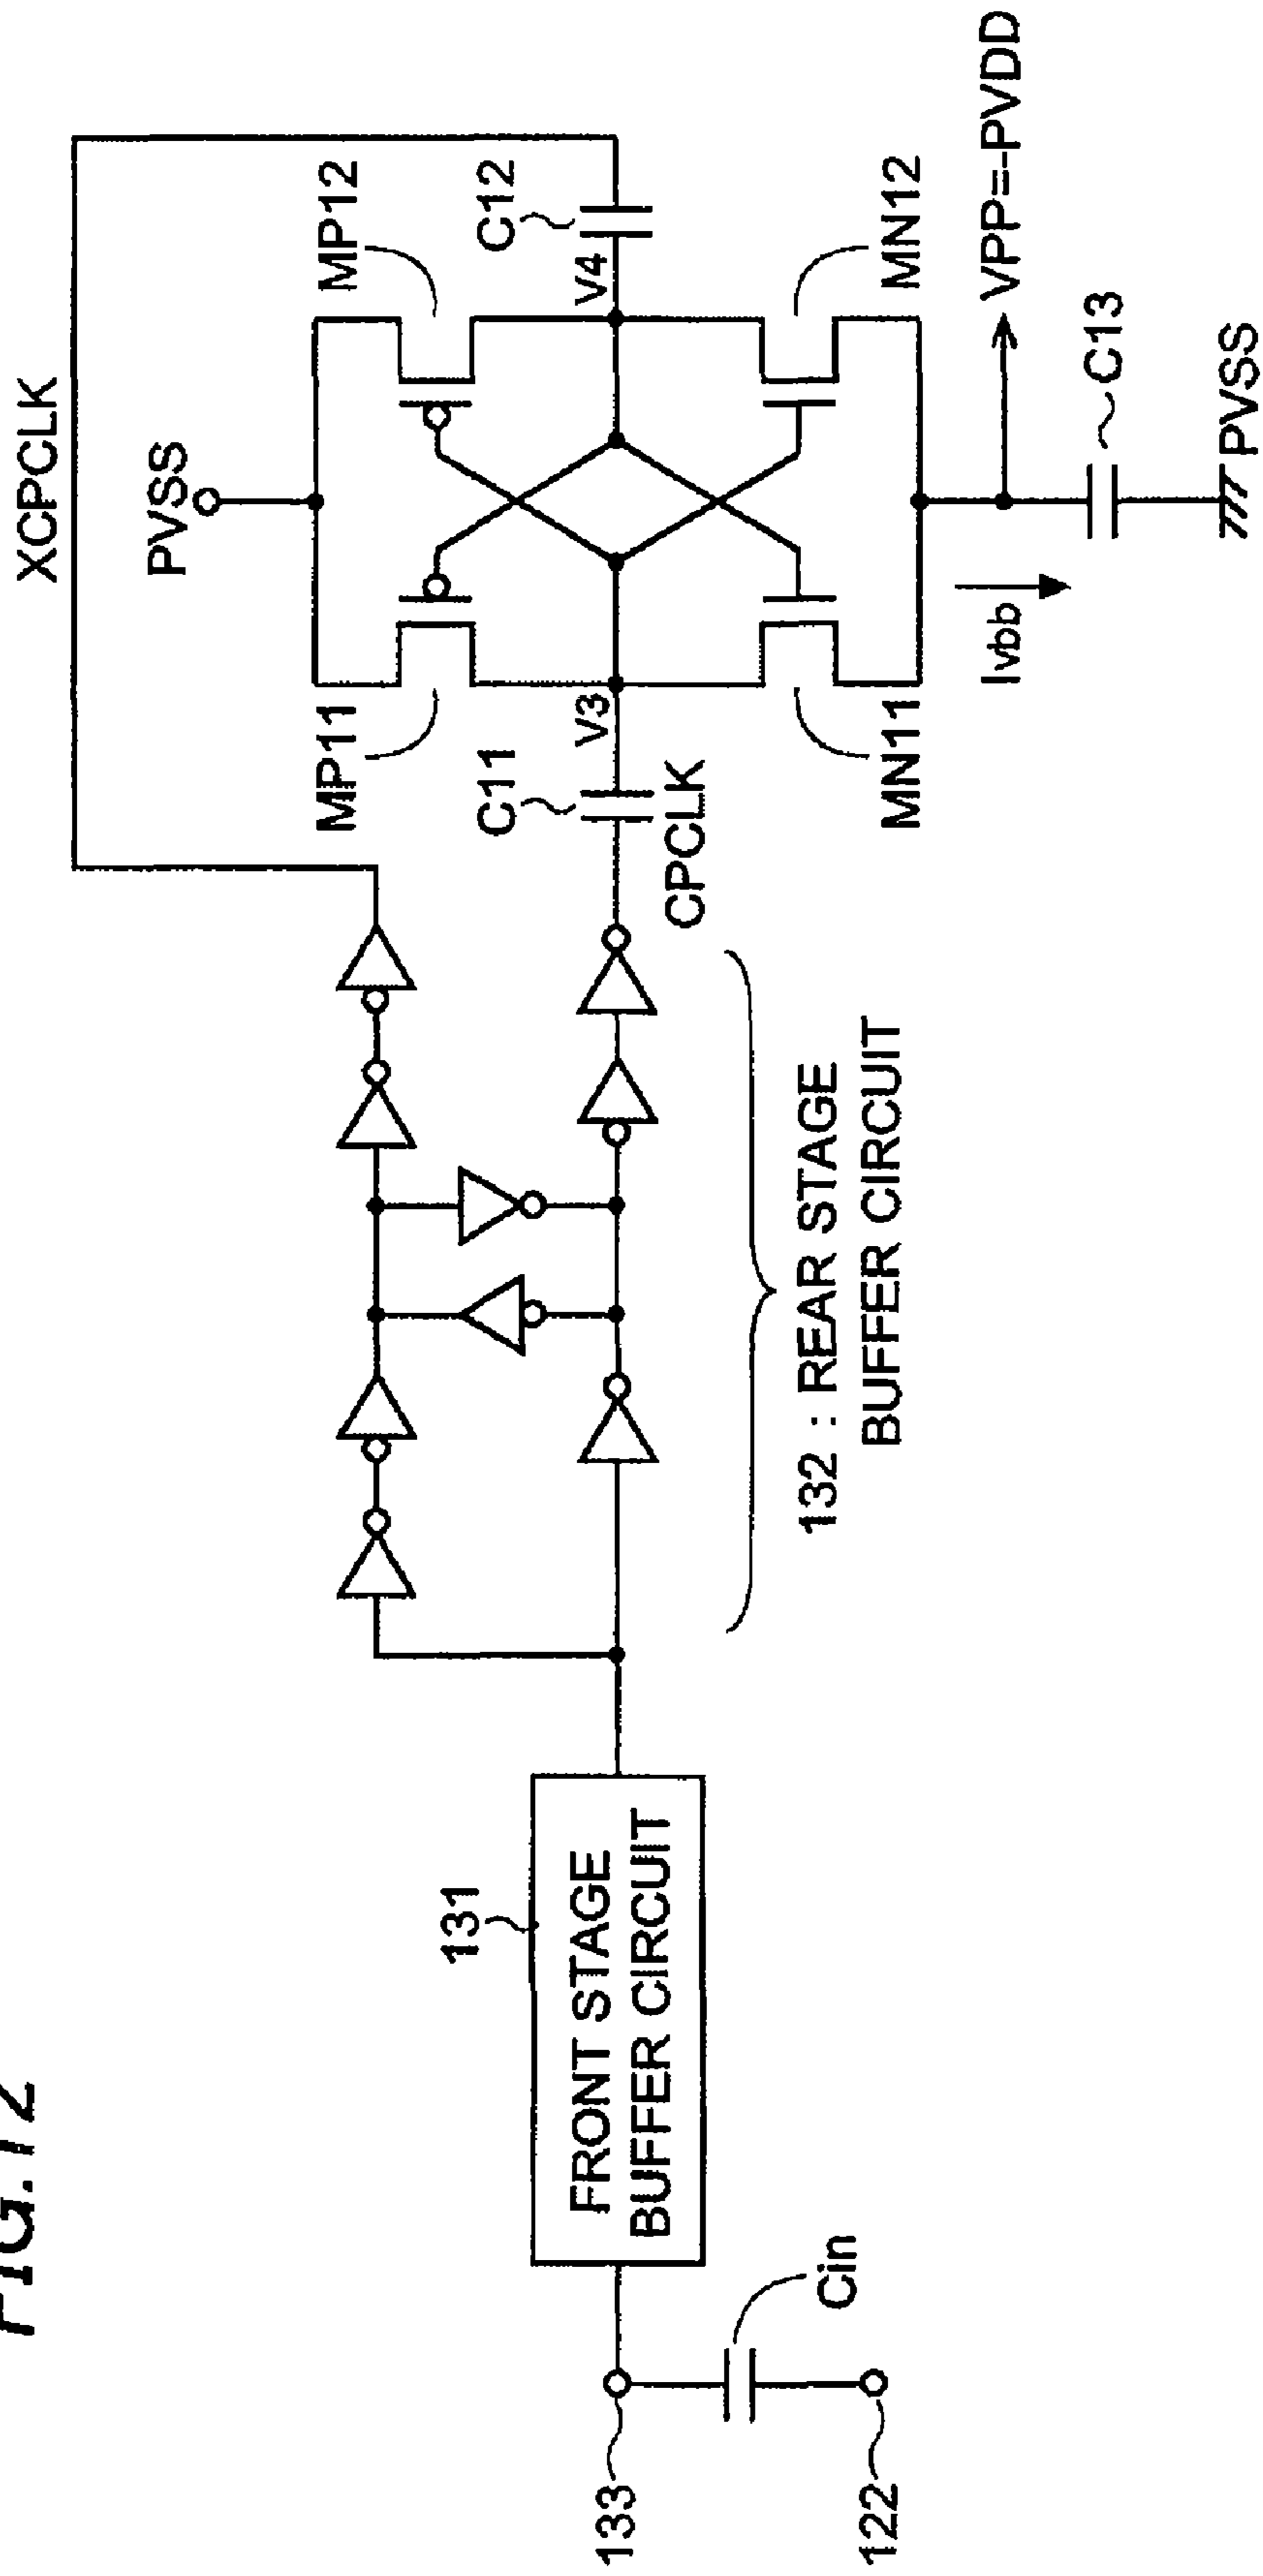 FIG.12
XCPCLK
PVSS
MP11
MP12
C11
V3
V4
C12
CPCLK
MN11
MN12
Ivbb
VPP=-PVDD
C13
PVSS
131
FRONT STAGE
BUFFER CIRCUIT
132 : REAR STAGE
BUFFER CIRCUIT
133
Cin
122